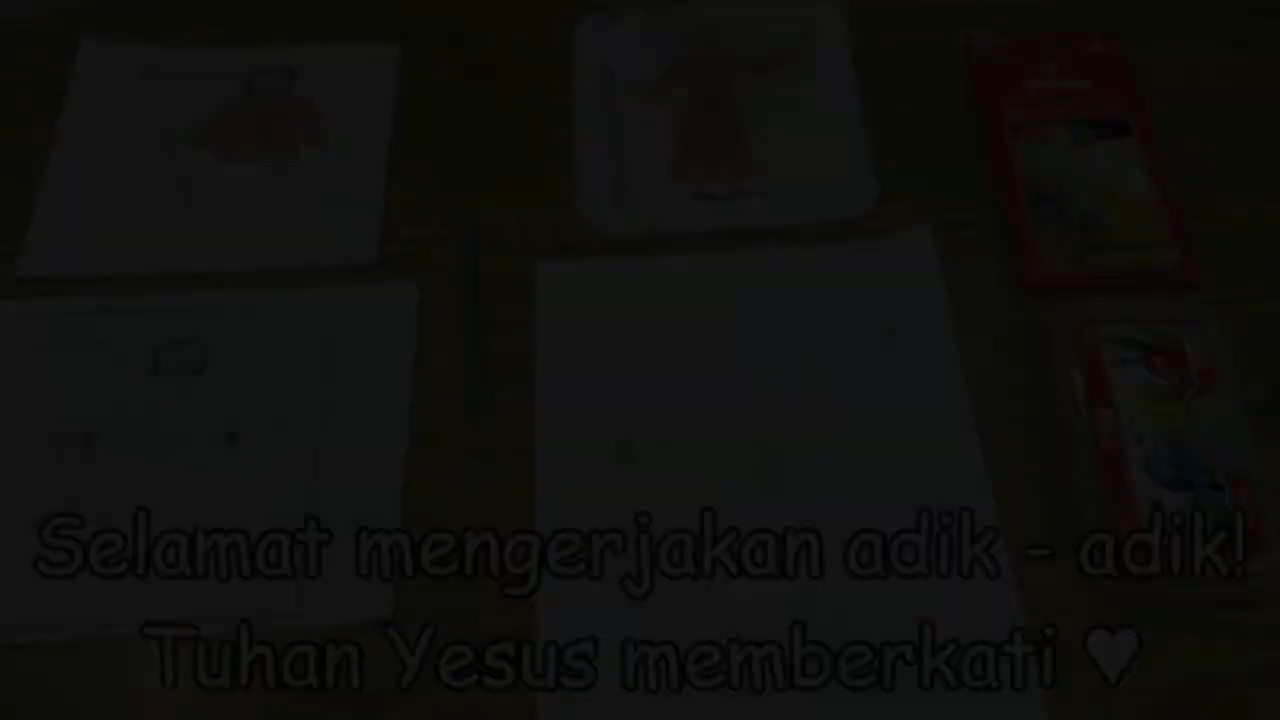 Selamat mengerjakan adik - adik!
Tuhan Yesus memberkati ♥